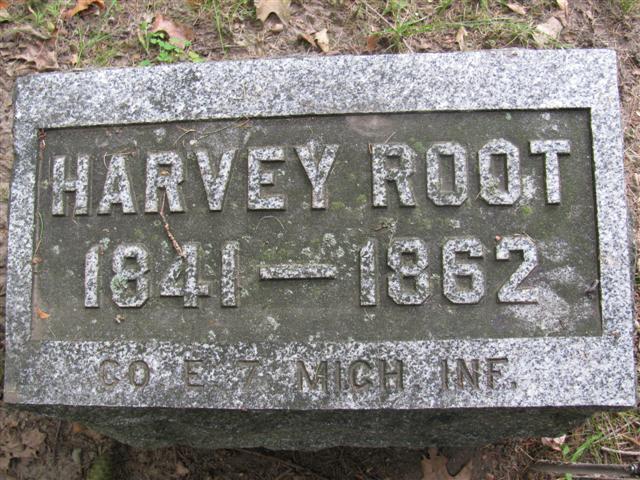 HARVEY ROOT
1841 — 1862
CO E 7 MICH INF.